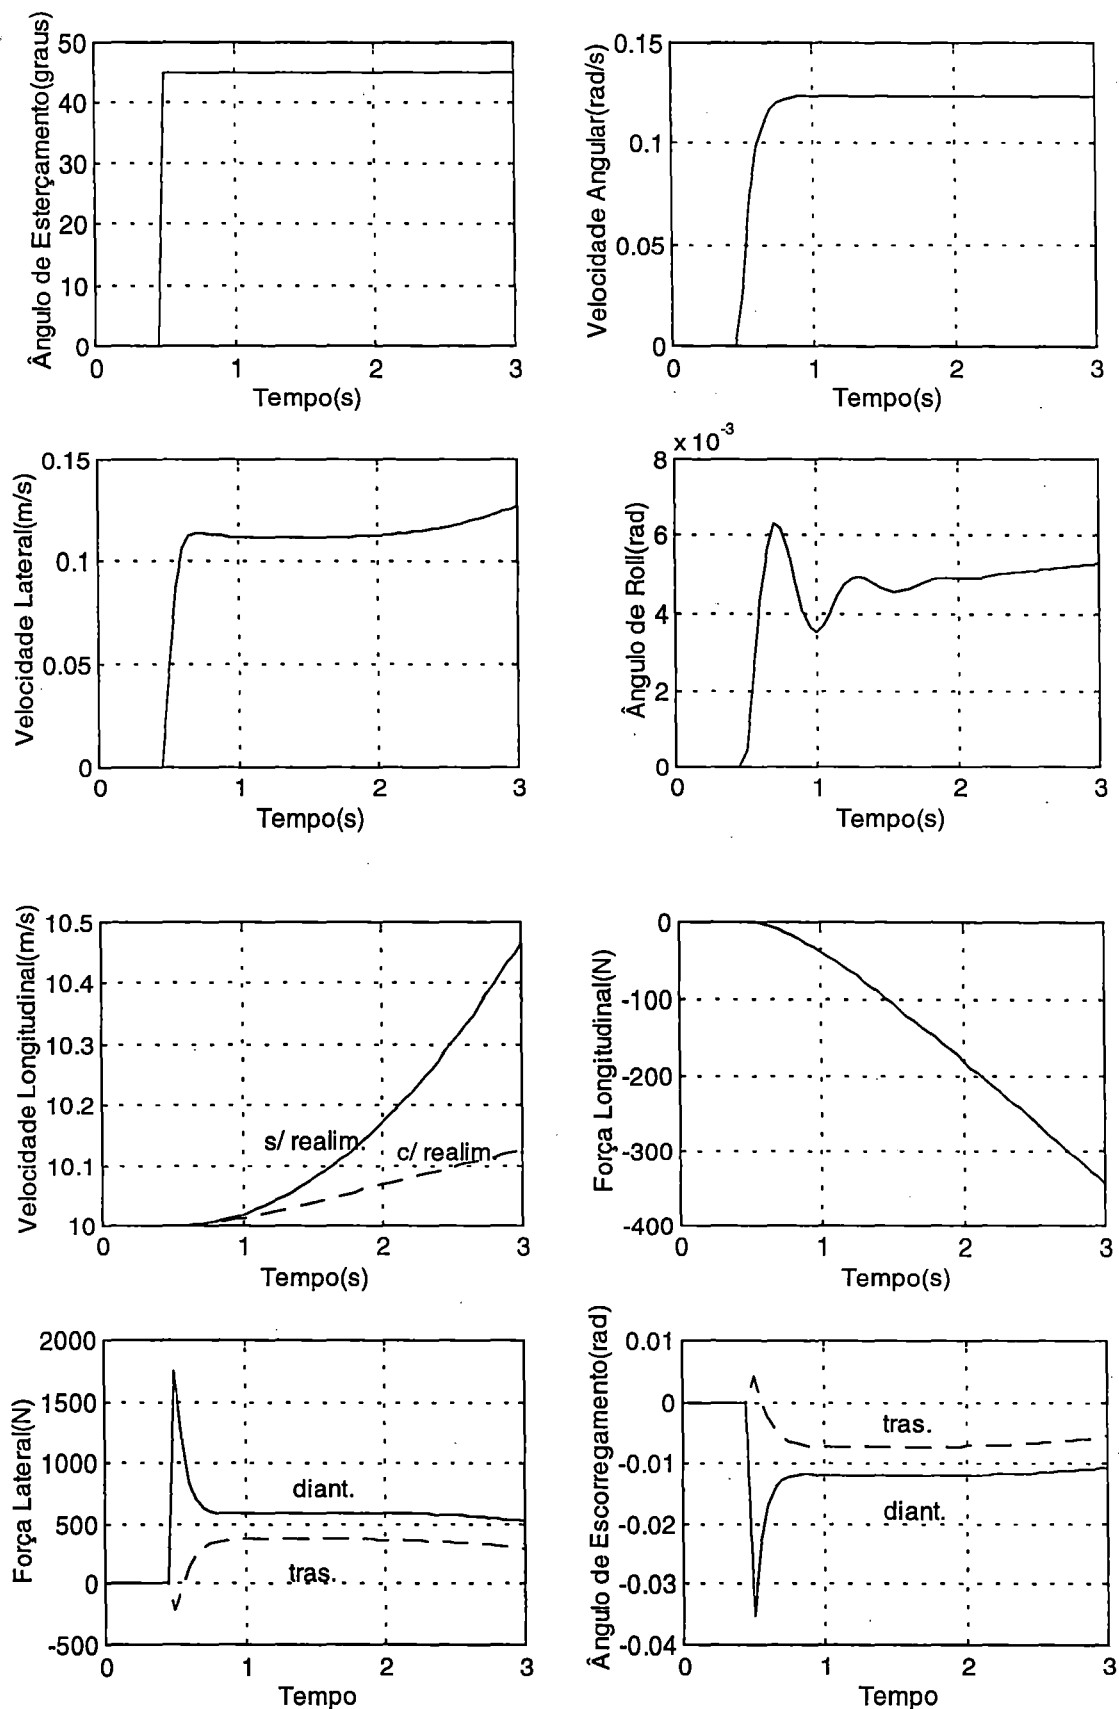 Ângulo de Esterçamento(graus)
50
40
30
20
10
0
0 1 2 3
Tempo(s)
Velocidade Angular(rad/s)
0.15
0.1
0.05
0
0 1 2 3
Tempo(s)
Velocidade Lateral(m/s)
0.15
0.1
0.05
0
0 1 2 3
Tempo(s)
x 10-3
Ângulo de Roll(rad)
8
6
4
2
0
0 1 2 3
Tempo(s)
Velocidade Longitudinal(m/s)
10.5
10.4
10.3
10.2
10.1
10
s/ realim.
c/ realim.
0 1 2 3
Tempo(s)
Força Longitudinal(N)
0
-100
-200
-300
-400
0 1 2 3
Tempo(s)
Força Lateral(N)
2000
1500
1000
500
0
-500
diant.
tras.
0 1 2 3
Tempo
Ângulo de Escorregamento(rad)
0.01
0
-0.01
-0.02
-0.03
-0.04
tras.
diant.
0 1 2 3
Tempo